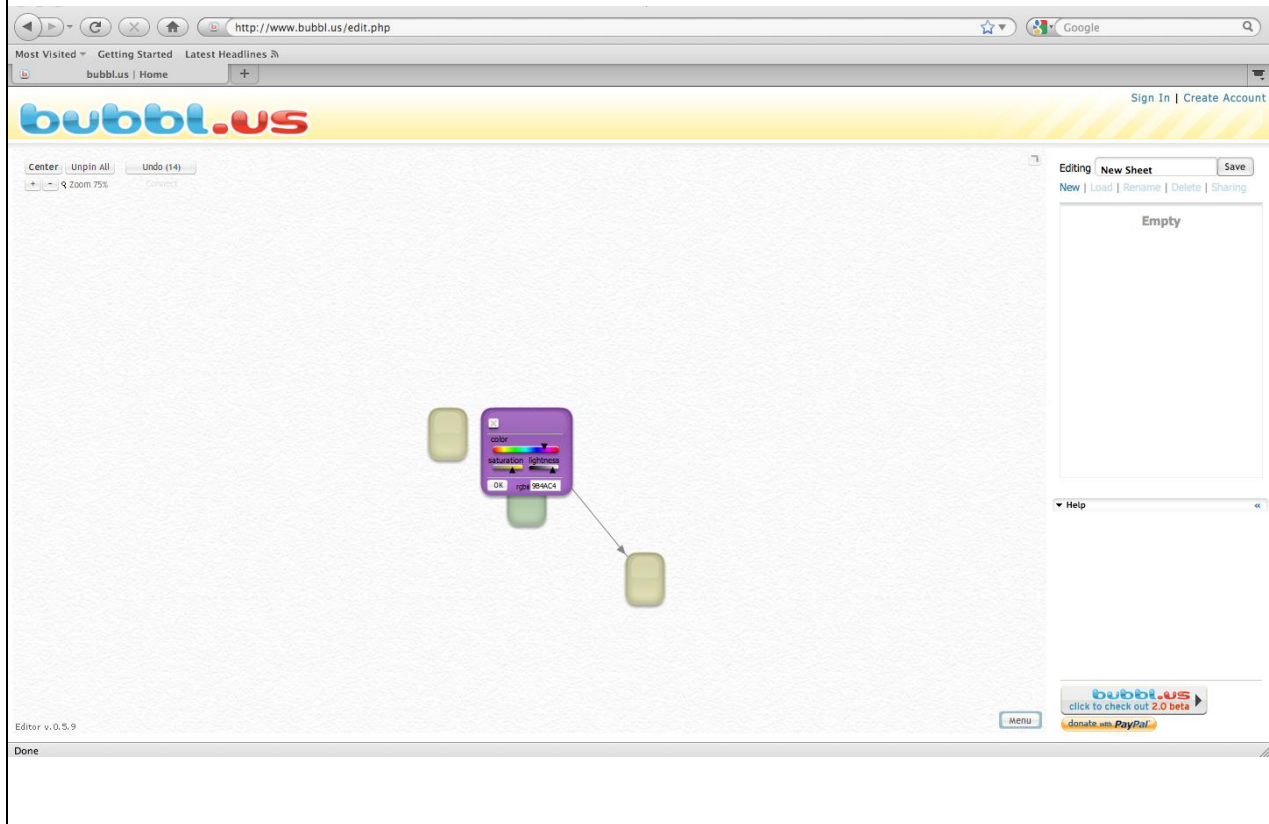 http://www.bubbl.us/edit.php
Google
Most Visited Getting Started Latest Headlines
bubbl.us | Home +
bubbl.us
Sign In | Create Account
Center Unpin All Undo (14)
+ - Zoom 75% Connect
Editing New Sheet Save
New | Load | Rename | Delete | Sharing
Empty
color
saturation lightness
OK rgb# 9B4AC4
Help «
bubbl.us
click to check out 2.0 beta
donate with PayPal
Menu
Editor v.0.5.9
Done